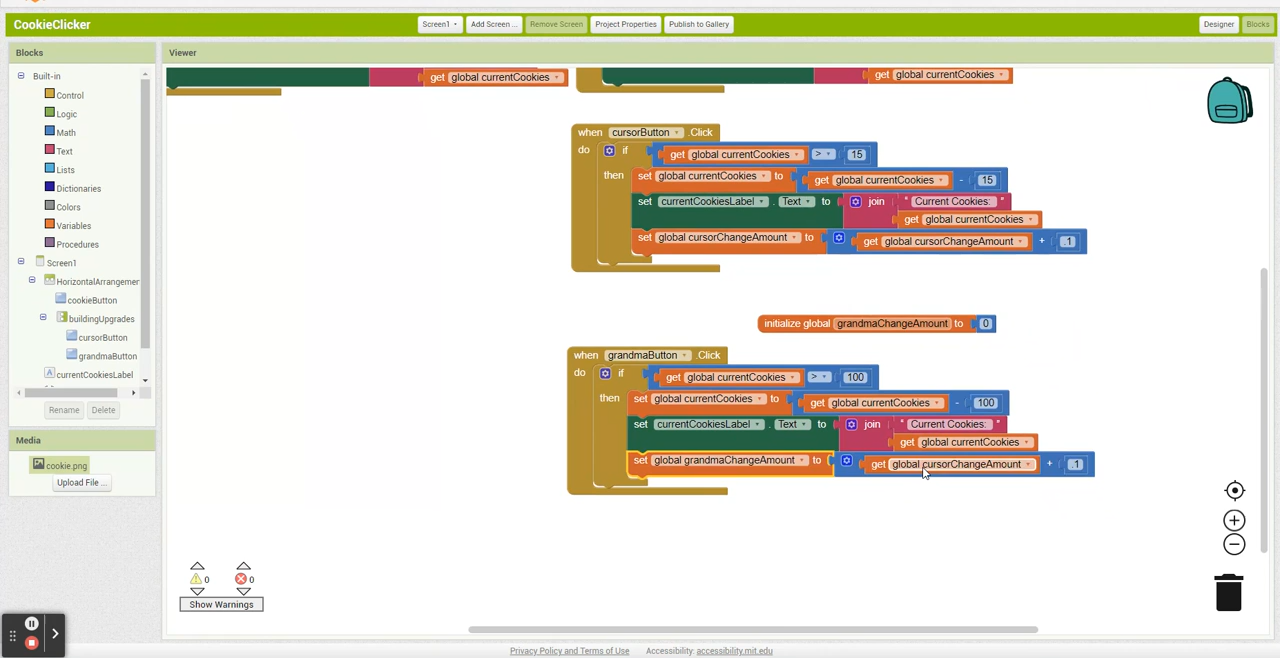 CookieClicker
Screen1
Add Screen ...
Remove Screen
Project Properties
Publish to Gallery
Designer
Blocks
Blocks
Viewer
Built-in
Control
Logic
Math
Text
Lists
Dictionaries
Colors
Variables
Procedures
Screen1
HorizontalArrangemer
cookieButton
buildingUpgrades
cursorButton
grandmaButton
currentCookiesLabel
Rename
Delete
Media
cookie.png
Upload File ...
get global currentCookies
get global currentCookies
when cursorButton .Click
do if get global currentCookies > 15
then set global currentCookies to get global currentCookies - 15
set currentCookiesLabel . Text to join " Current Cookies: "
get global currentCookies
set global cursorChangeAmount to get global cursorChangeAmount + .1
initialize global grandmaChangeAmount to 0
when grandmaButton .Click
do if get global currentCookies > 100
then set global currentCookies to get global currentCookies - 100
set currentCookiesLabel . Text to join " Current Cookies: "
get global currentCookies
set global grandmaChangeAmount to get global cursorChangeAmount + .1
0 0
Show Warnings
Privacy Policy and Terms of Use Accessibility: accessibility.mit.edu